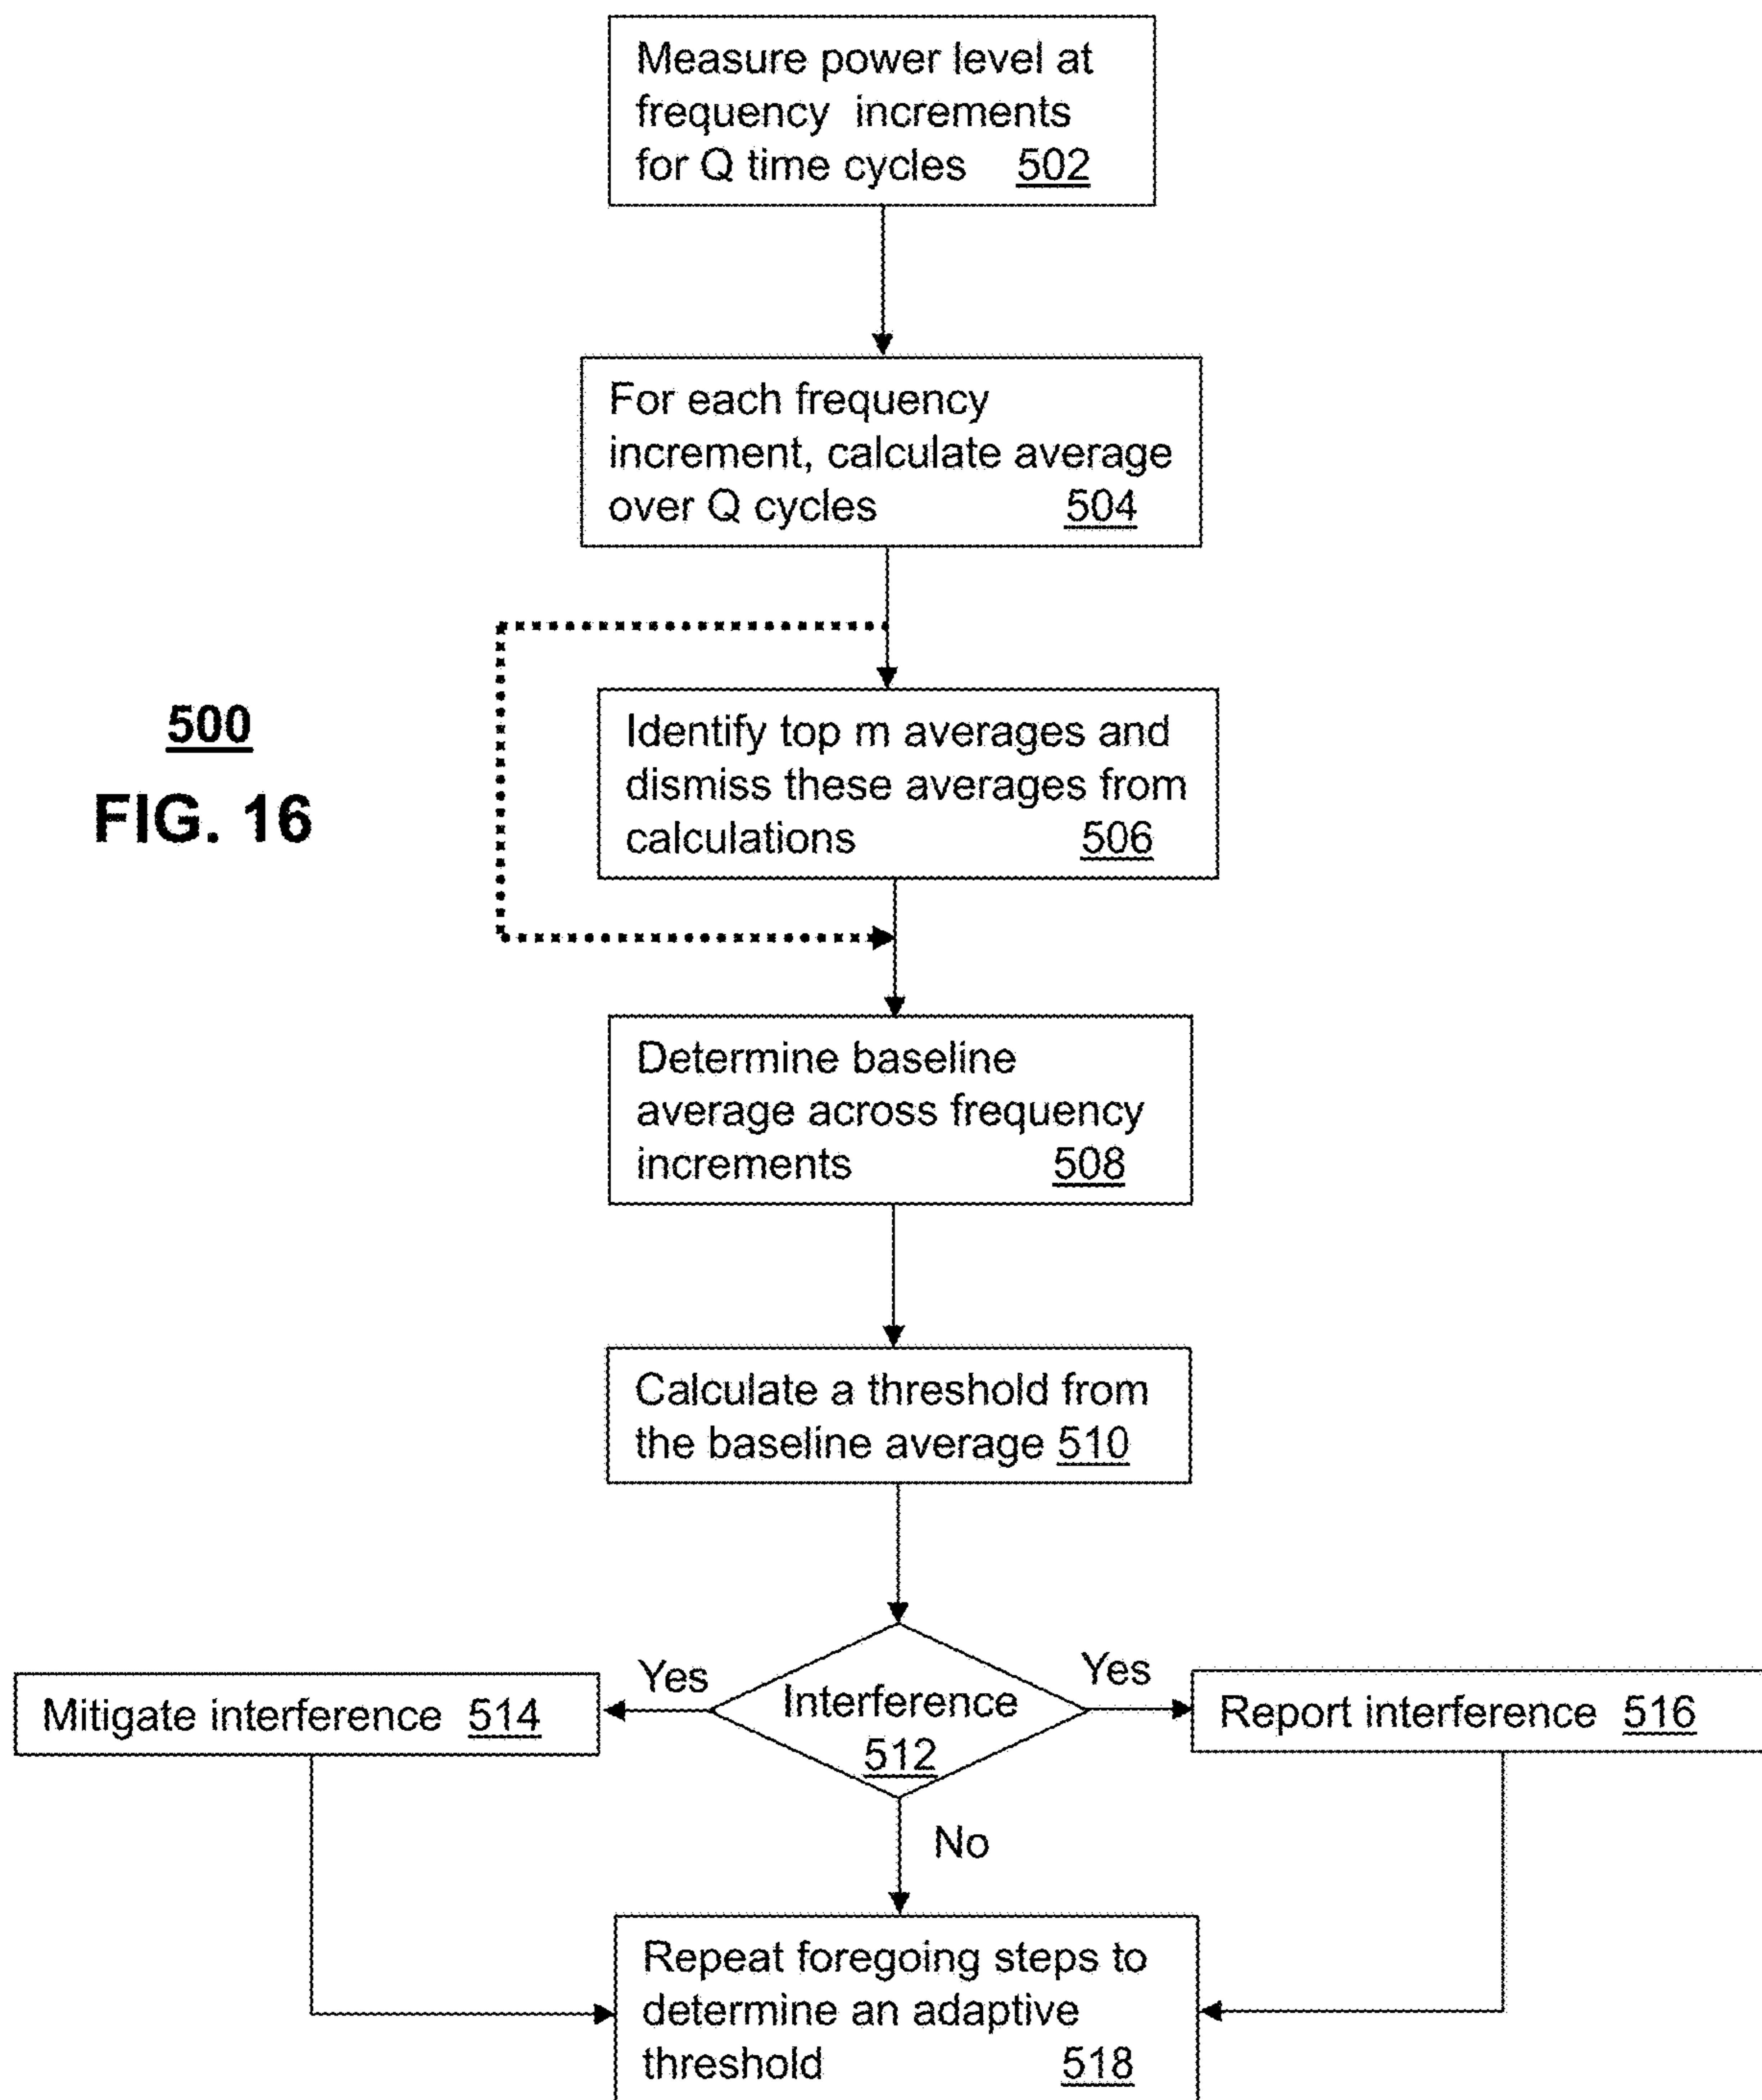 Measure power level at
frequency increments
for Q time cycles 502
For each frequency
increment, calculate average
over Q cycles 504
500
FIG. 16
Identify top m averages and
dismiss these averages from
calculations 506
Determine baseline
average across frequency
increments 508
Calculate a threshold from
the baseline average 510
Yes
Yes
Mitigate interference 514
Interference
512
Report interference 516
No
Repeat foregoing steps to
determine an adaptive
threshold 518